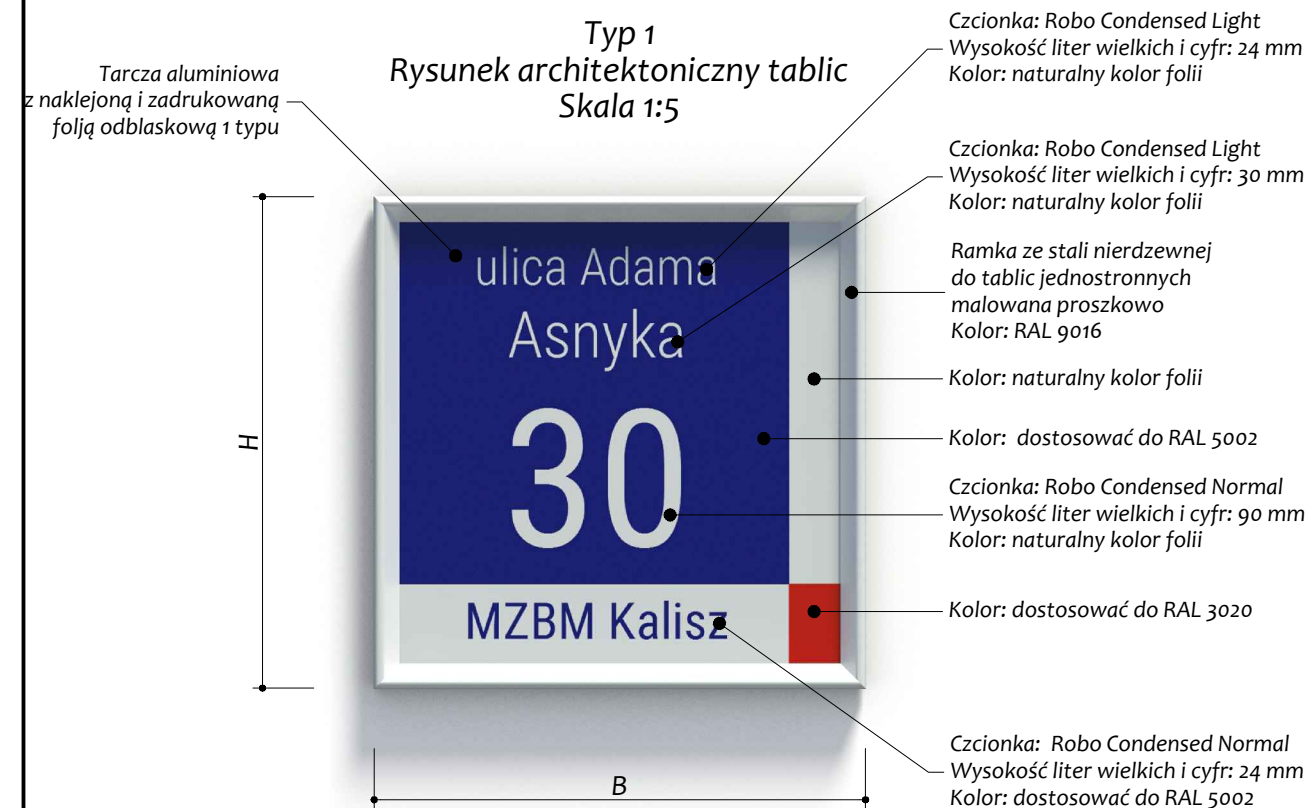 Typ 1
Rysunek architektoniczny tablic
Skala 1:5
Tarcza aluminiowa
z naklejoną i zadrukowaną
folją odblaskową 1 typu
Czcionka: Robo Condensed Light
Wysokość liter wielkich i cyfr: 24 mm
Kolor: naturalny kolor folii
Czcionka: Robo Condensed Light
Wysokość liter wielkich i cyfr: 30 mm
Kolor: naturalny kolor folii
Ramka ze stali nierdzewnej
do tablic jednostronnych
malowana proszkowo
Kolor: RAL 9016
Kolor: naturalny kolor folii
Kolor: dostosować do RAL 5002
Czcionka: Robo Condensed Normal
Wysokość liter wielkich i cyfr: 90 mm
Kolor: naturalny kolor folii
Kolor: dostosować do RAL 3020
Czcionka: Robo Condensed Normal
Wysokość liter wielkich i cyfr: 24 mm
Kolor: dostosować do RAL 5002
ulica Adama
Asnyka
30
MZBM Kalisz
H
B